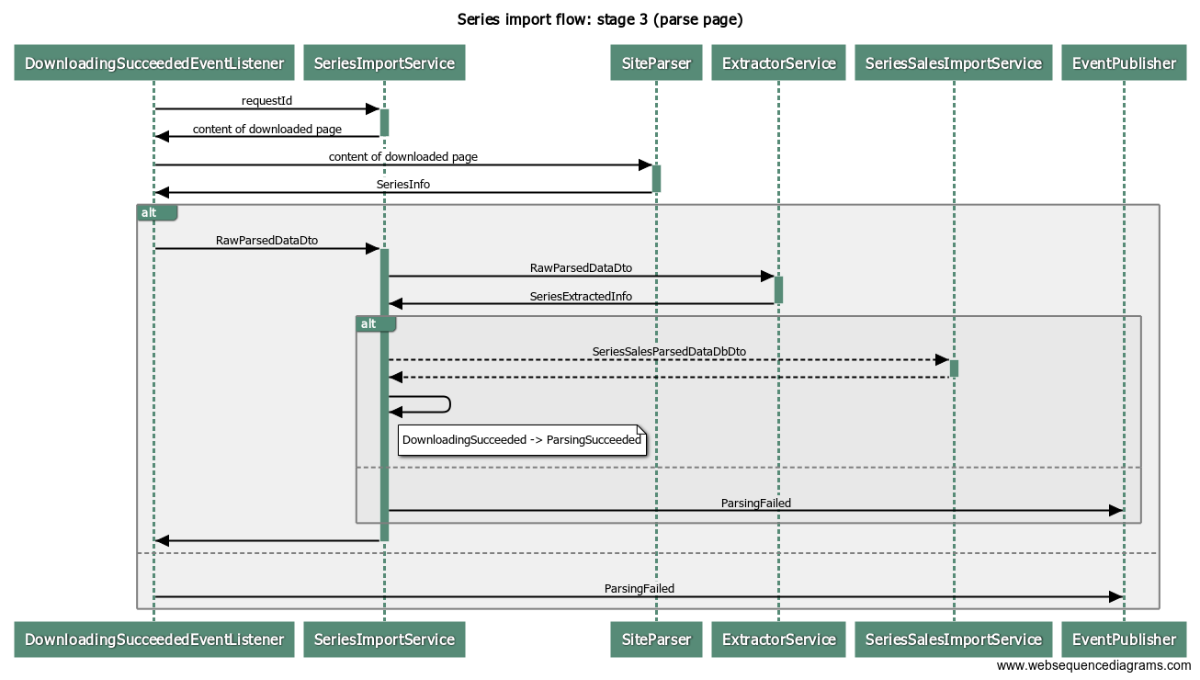 Series import flow: stage 3 (parse page)
DownloadingSucceededEventListener SeriesImportService SiteParser ExtractorService SeriesSalesImportService EventPublisher
requestId
content of downloaded page
content of downloaded page
SeriesInfo
alt
RawParsedDataDto
RawParsedDataDto
SeriesExtractedInfo
alt
SeriesSalesParsedDataDbDto
DownloadingSucceeded -> ParsingSucceeded
ParsingFailed
ParsingFailed
DownloadingSucceededEventListener SeriesImportService SiteParser ExtractorService SeriesSalesImportService EventPublisher
www.websequencediagrams.com